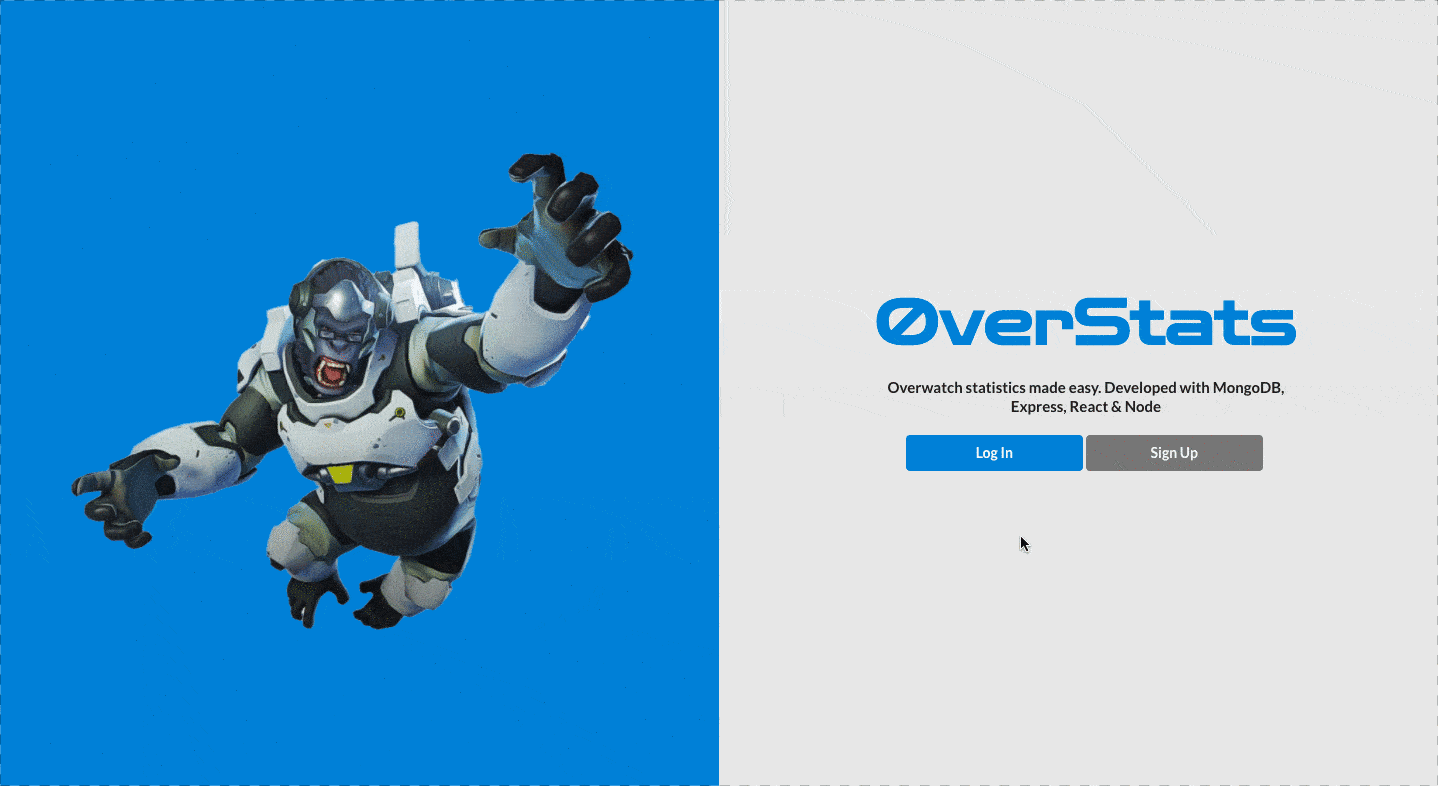 ØverStats
Overwatch statistics made easy. Developed with MongoDB,
Express, React & Node
Log In
Sign Up